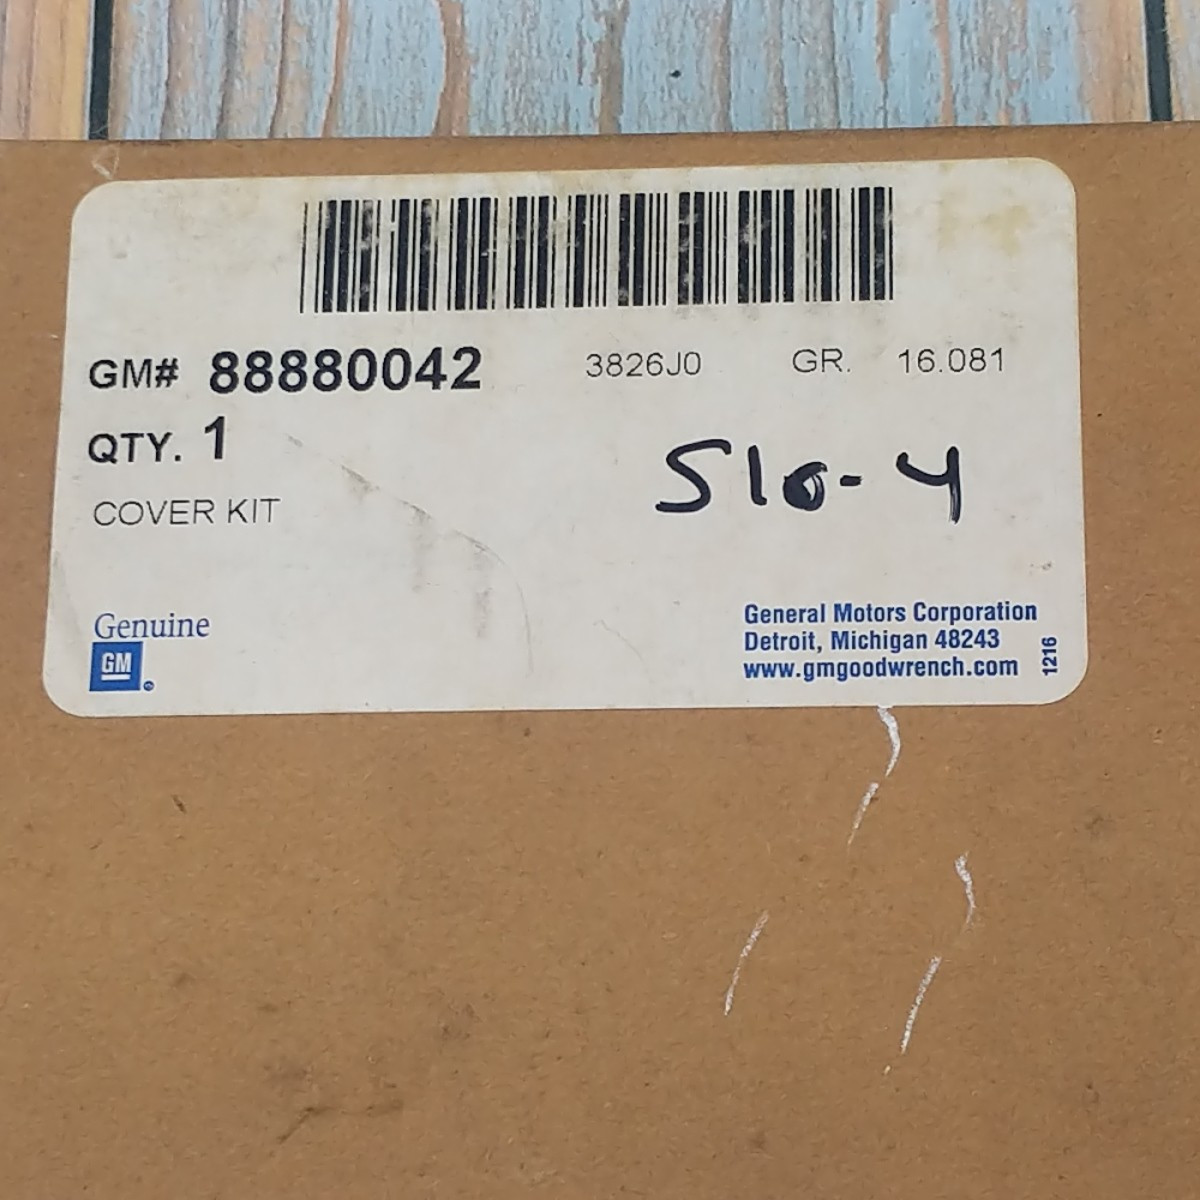 GM# 88880042 3826J0 GR. 16.081
QTY. 1
S10-4
COVER KIT
Genuine
GM
General Motors Corporation
Detroit, Michigan 48243
www.gmgoodwrench.com
1216